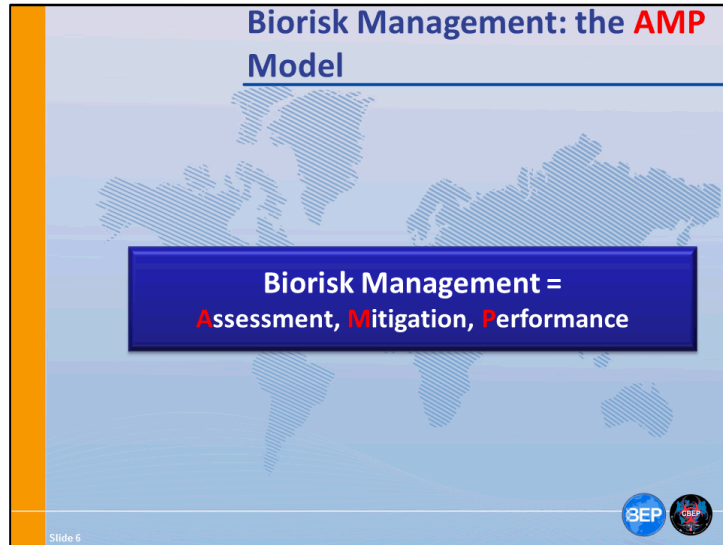 Biorisk Management: the AMP
Model
Biorisk Management =
Assessment, Mitigation, Performance
BEP
CBEP
Slide 6